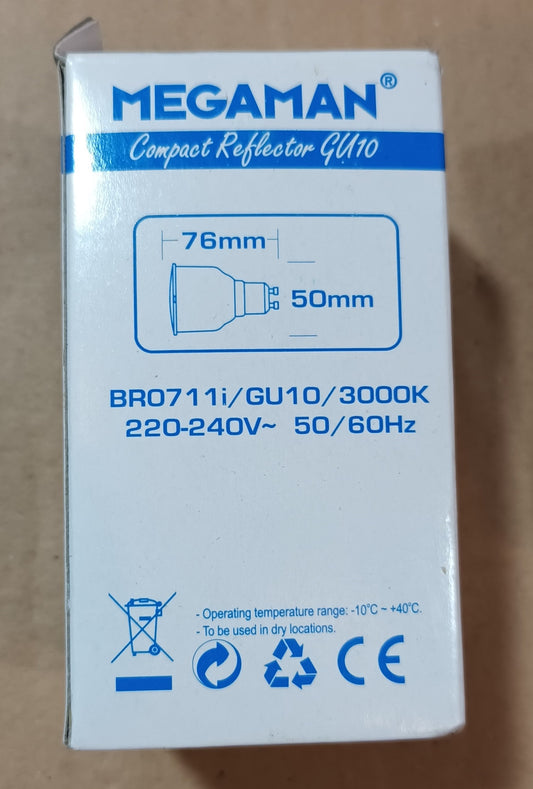 MEGAMAN®
Compact Reflector GU10
76mm
50mm
BR0711i/GU10/3000K
220-240V~ 50/60Hz
- Operating temperature range: -10°C ~ +40°C.
- To be used in dry locations.
CE